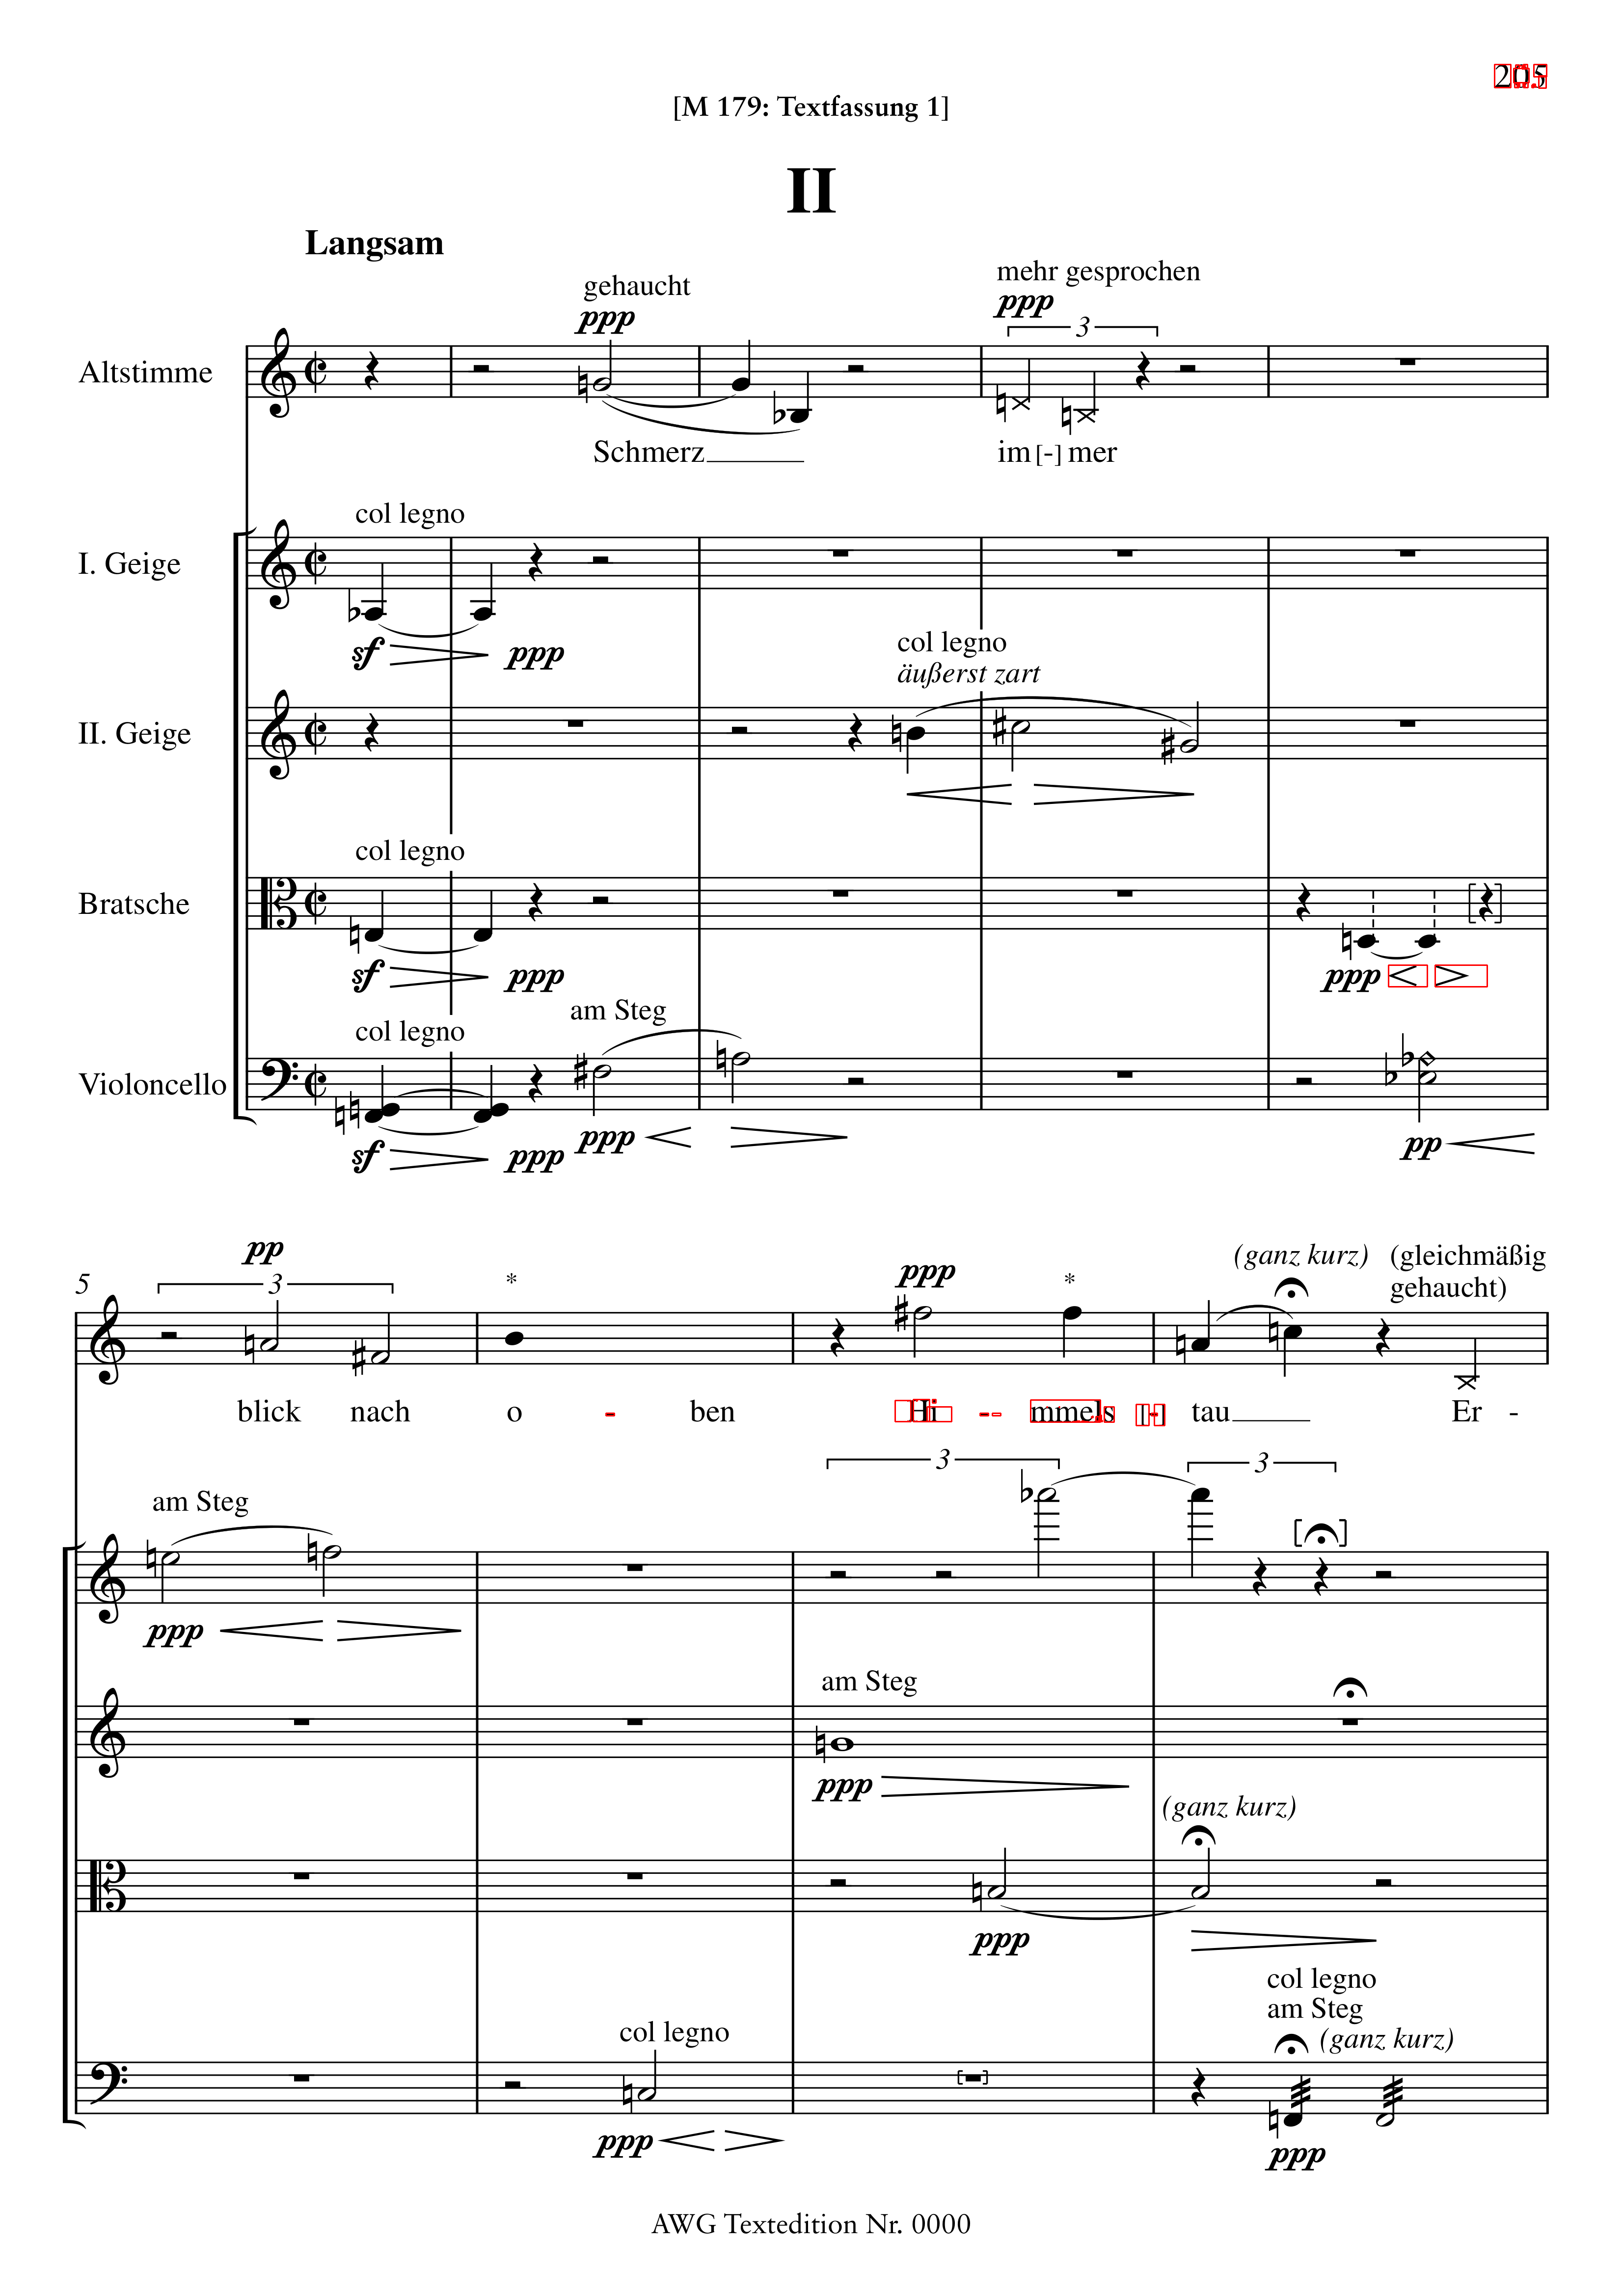 205
[M 179: Textfassung 1]
II
Langsam
gehaucht
ppp
mehr gesprochen
ppp
3
Altstimme
Schmerz
im [-] mer
col legno
I. Geige
sf ppp
col legno
äußerst zart
II. Geige
col legno
Bratsche
sf ppp ppp
am Steg
col legno
Violoncello
sf ppp ppp pp
5
pp
3
*
ppp
*
(ganz kurz)
(gleichmäßig
gehaucht)
blick nach o - ben Hi - mmels [-] tau Er -
3 3
am Steg
ppp
am Steg
ppp
(ganz kurz)
ppp
col legno
am Steg
(ganz kurz)
col legno
ppp ppp
AWG Textedition Nr. 0000